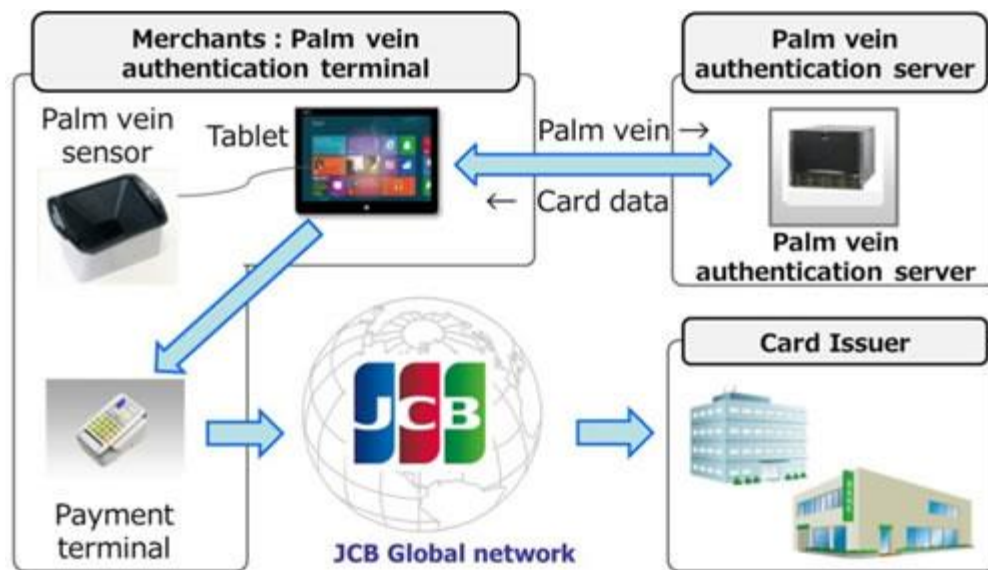 Merchants : Palm vein
authentication terminal
Palm vein
sensor
Tablet
Palm vein →
← Card data
Palm vein
authentication server
Palm vein
authentication server
Payment
terminal
JCB
JCB Global network
Card Issuer